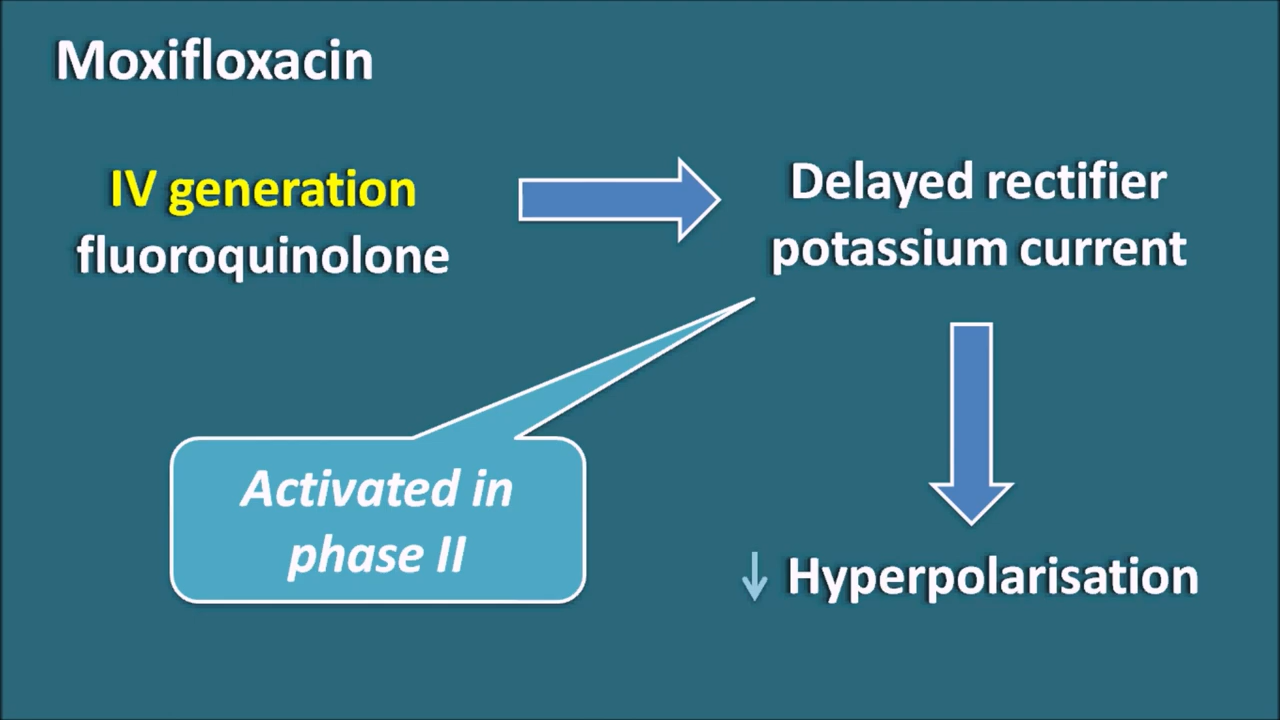 Moxifloxacin
IV generation
fluoroquinolone
Delayed rectifier
potassium current
Activated in
phase II
↓ Hyperpolarisation